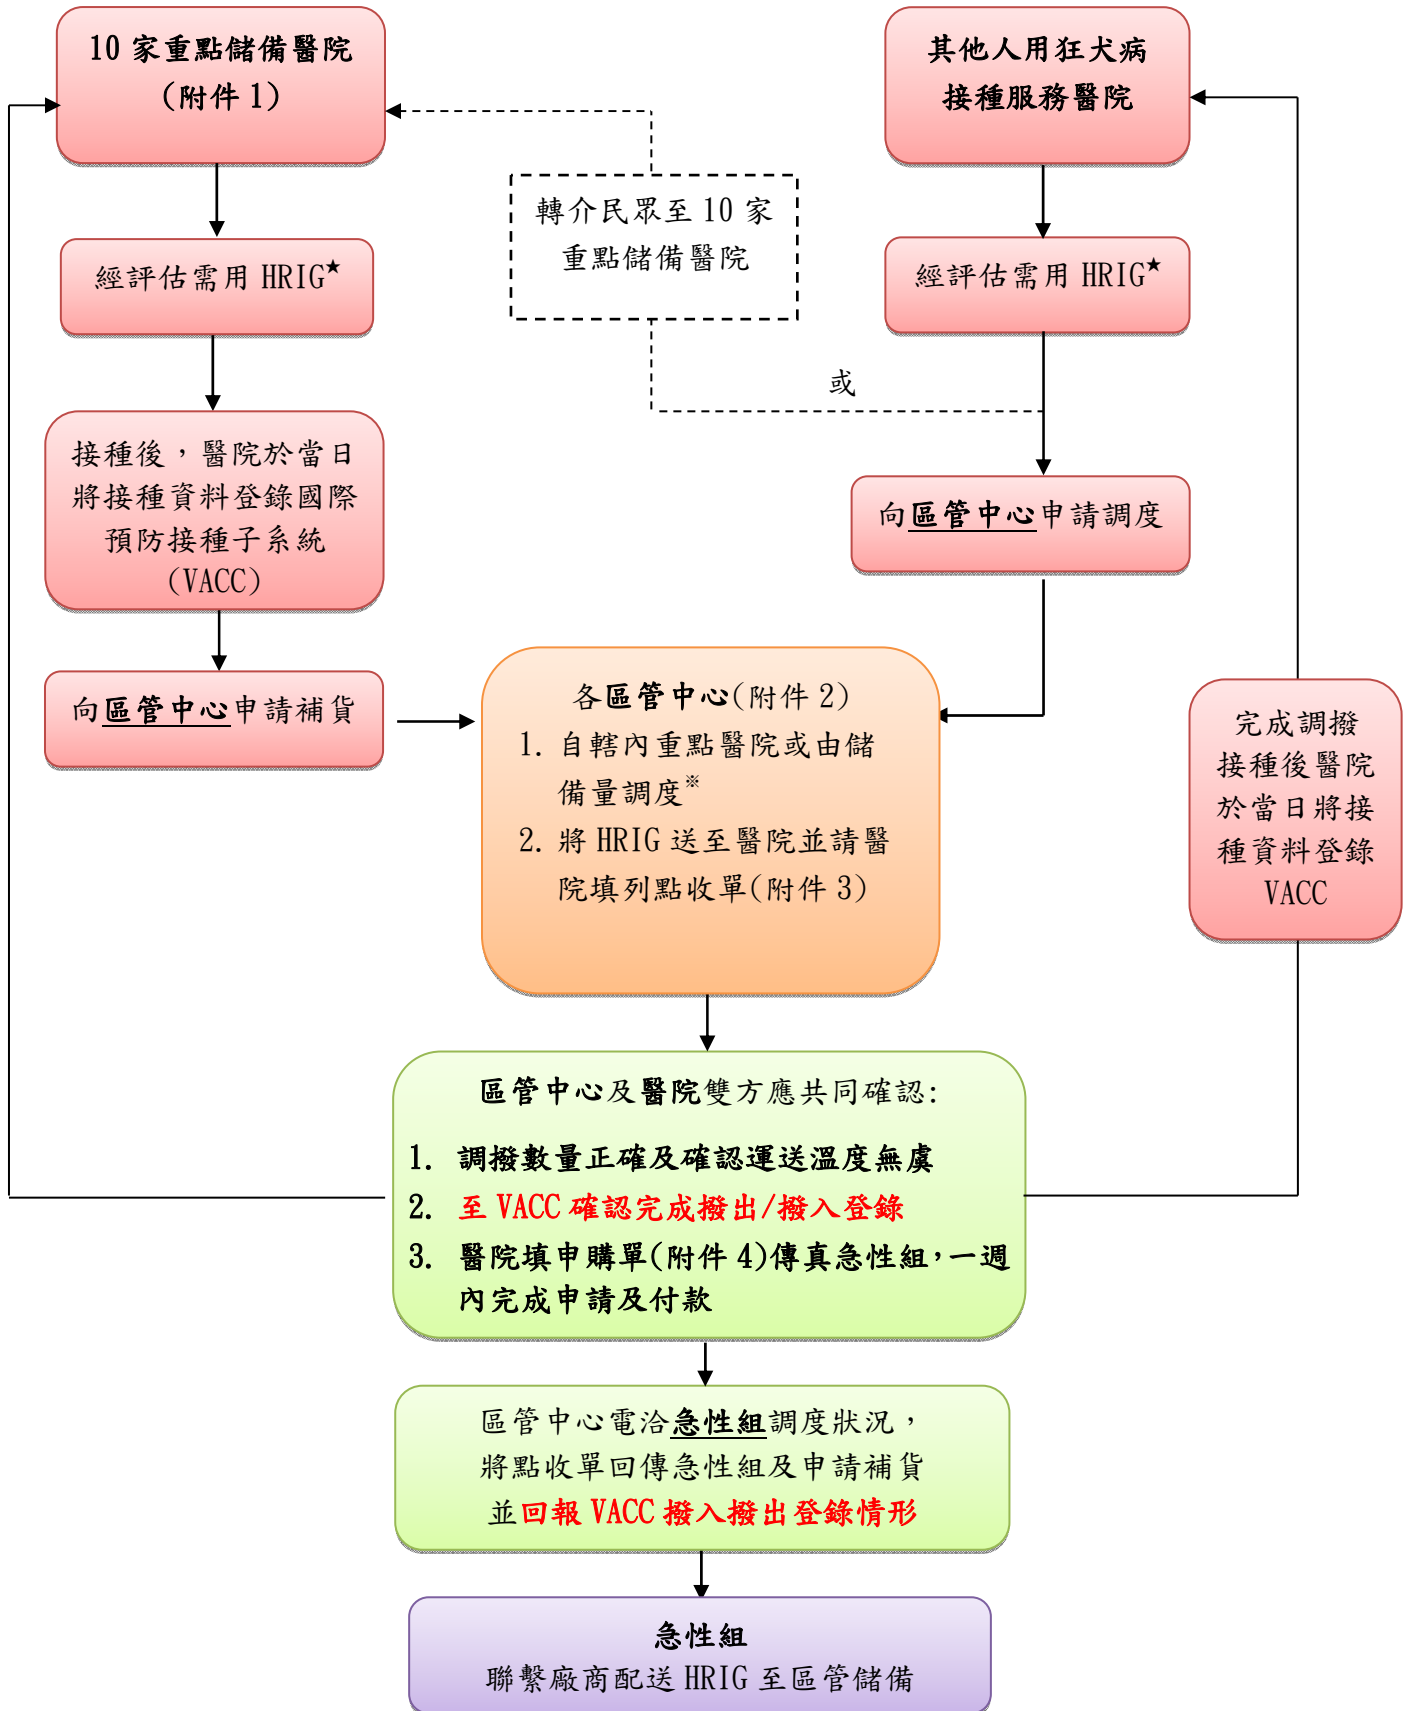 10 家重點儲備醫院
(附件 1)
其他人用狂犬病
接種服務醫院
轉介民眾至 10 家
重點儲備醫院
經評估需用 HRIG★
經評估需用 HRIG★
或
接種後，醫院於當日
將接種資料登錄國際
預防接種子系統
(VACC)
向區管中心申請調度
向區管中心申請補貨
各區管中心(附件 2)
1. 自轄內重點醫院或由儲
備量調度※
2. 將 HRIG 送至醫院並請醫
院填列點收單(附件 3)
完成調撥
接種後醫院
於當日將接
種資料登錄
VACC
區管中心及醫院雙方應共同確認:
1. 調撥數量正確及確認運送溫度無虞
2. 至 VACC 確認完成撥出/撥入登錄
3. 醫院填申購單(附件 4)傳真急性組，一週
內完成申請及付款
區管中心電洽急性組調度狀況，
將點收單回傳急性組及申請補貨
並回報 VACC 撥入撥出登錄情形
急性組
聯繫廠商配送 HRIG 至區管儲備